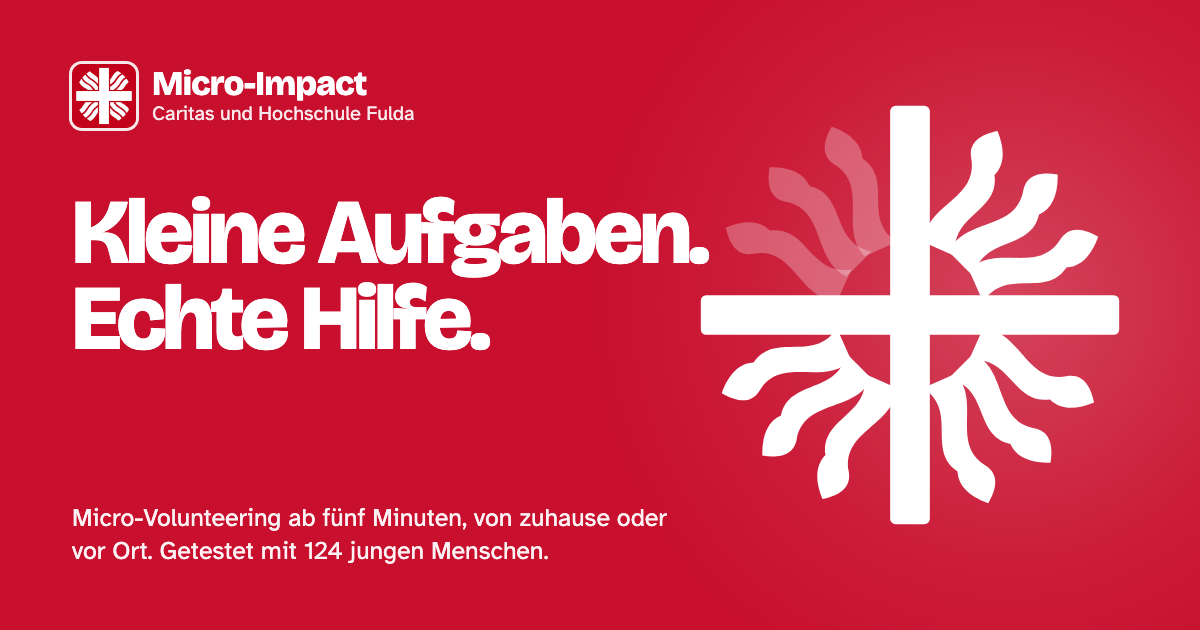 Micro-Impact
Caritas und Hochschule Fulda
Kleine Aufgaben.
Echte Hilfe.
Micro-Volunteering ab fünf Minuten, von zuhause oder
vor Ort. Getestet mit 124 jungen Menschen.